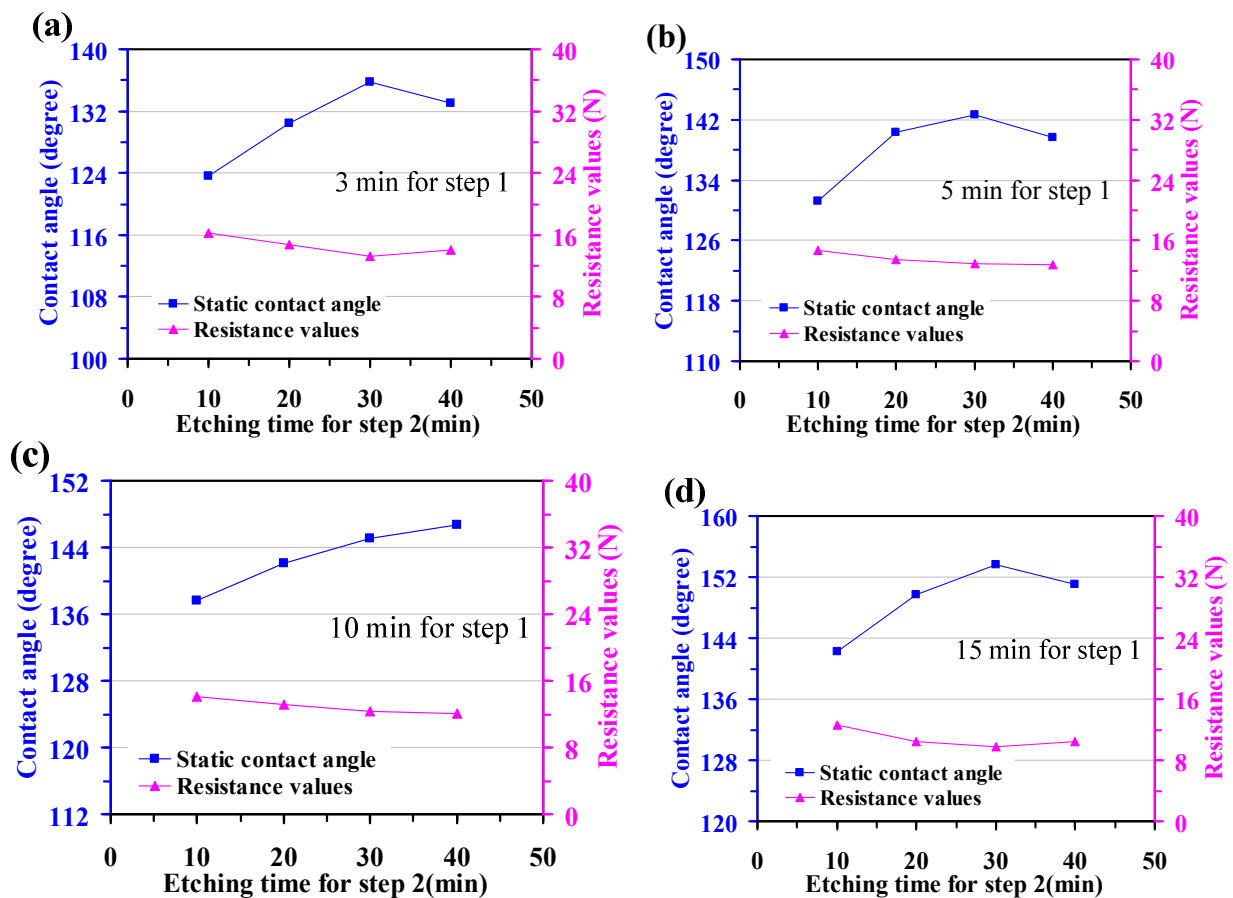 (a)
140
132
124
116
108
100
Contact angle (degree)
40
32
24
16
8
0
Resistance values (N)
3 min for step 1
Static contact angle
Resistance values
0 10 20 30 40 50
Etching time for step 2(min)
(b)
150
142
134
126
118
110
Contact angle (degree)
40
32
24
16
8
0
Resistance values (N)
5 min for step 1
Static contact angle
Resistance values
0 10 20 30 40 50
Etching time for step 2(min)
(c)
152
144
136
128
120
112
Contact angle (degree)
40
32
24
16
8
0
Resistance values (N)
10 min for step 1
Static contact angle
Resistance values
0 10 20 30 40 50
Etching time for step 2(min)
(d)
160
152
144
136
128
120
Contact angle (degree)
40
32
24
16
8
0
Resistance values (N)
15 min for step 1
Static contact angle
Resistance values
0 10 20 30 40 50
Etching time for step 2(min)